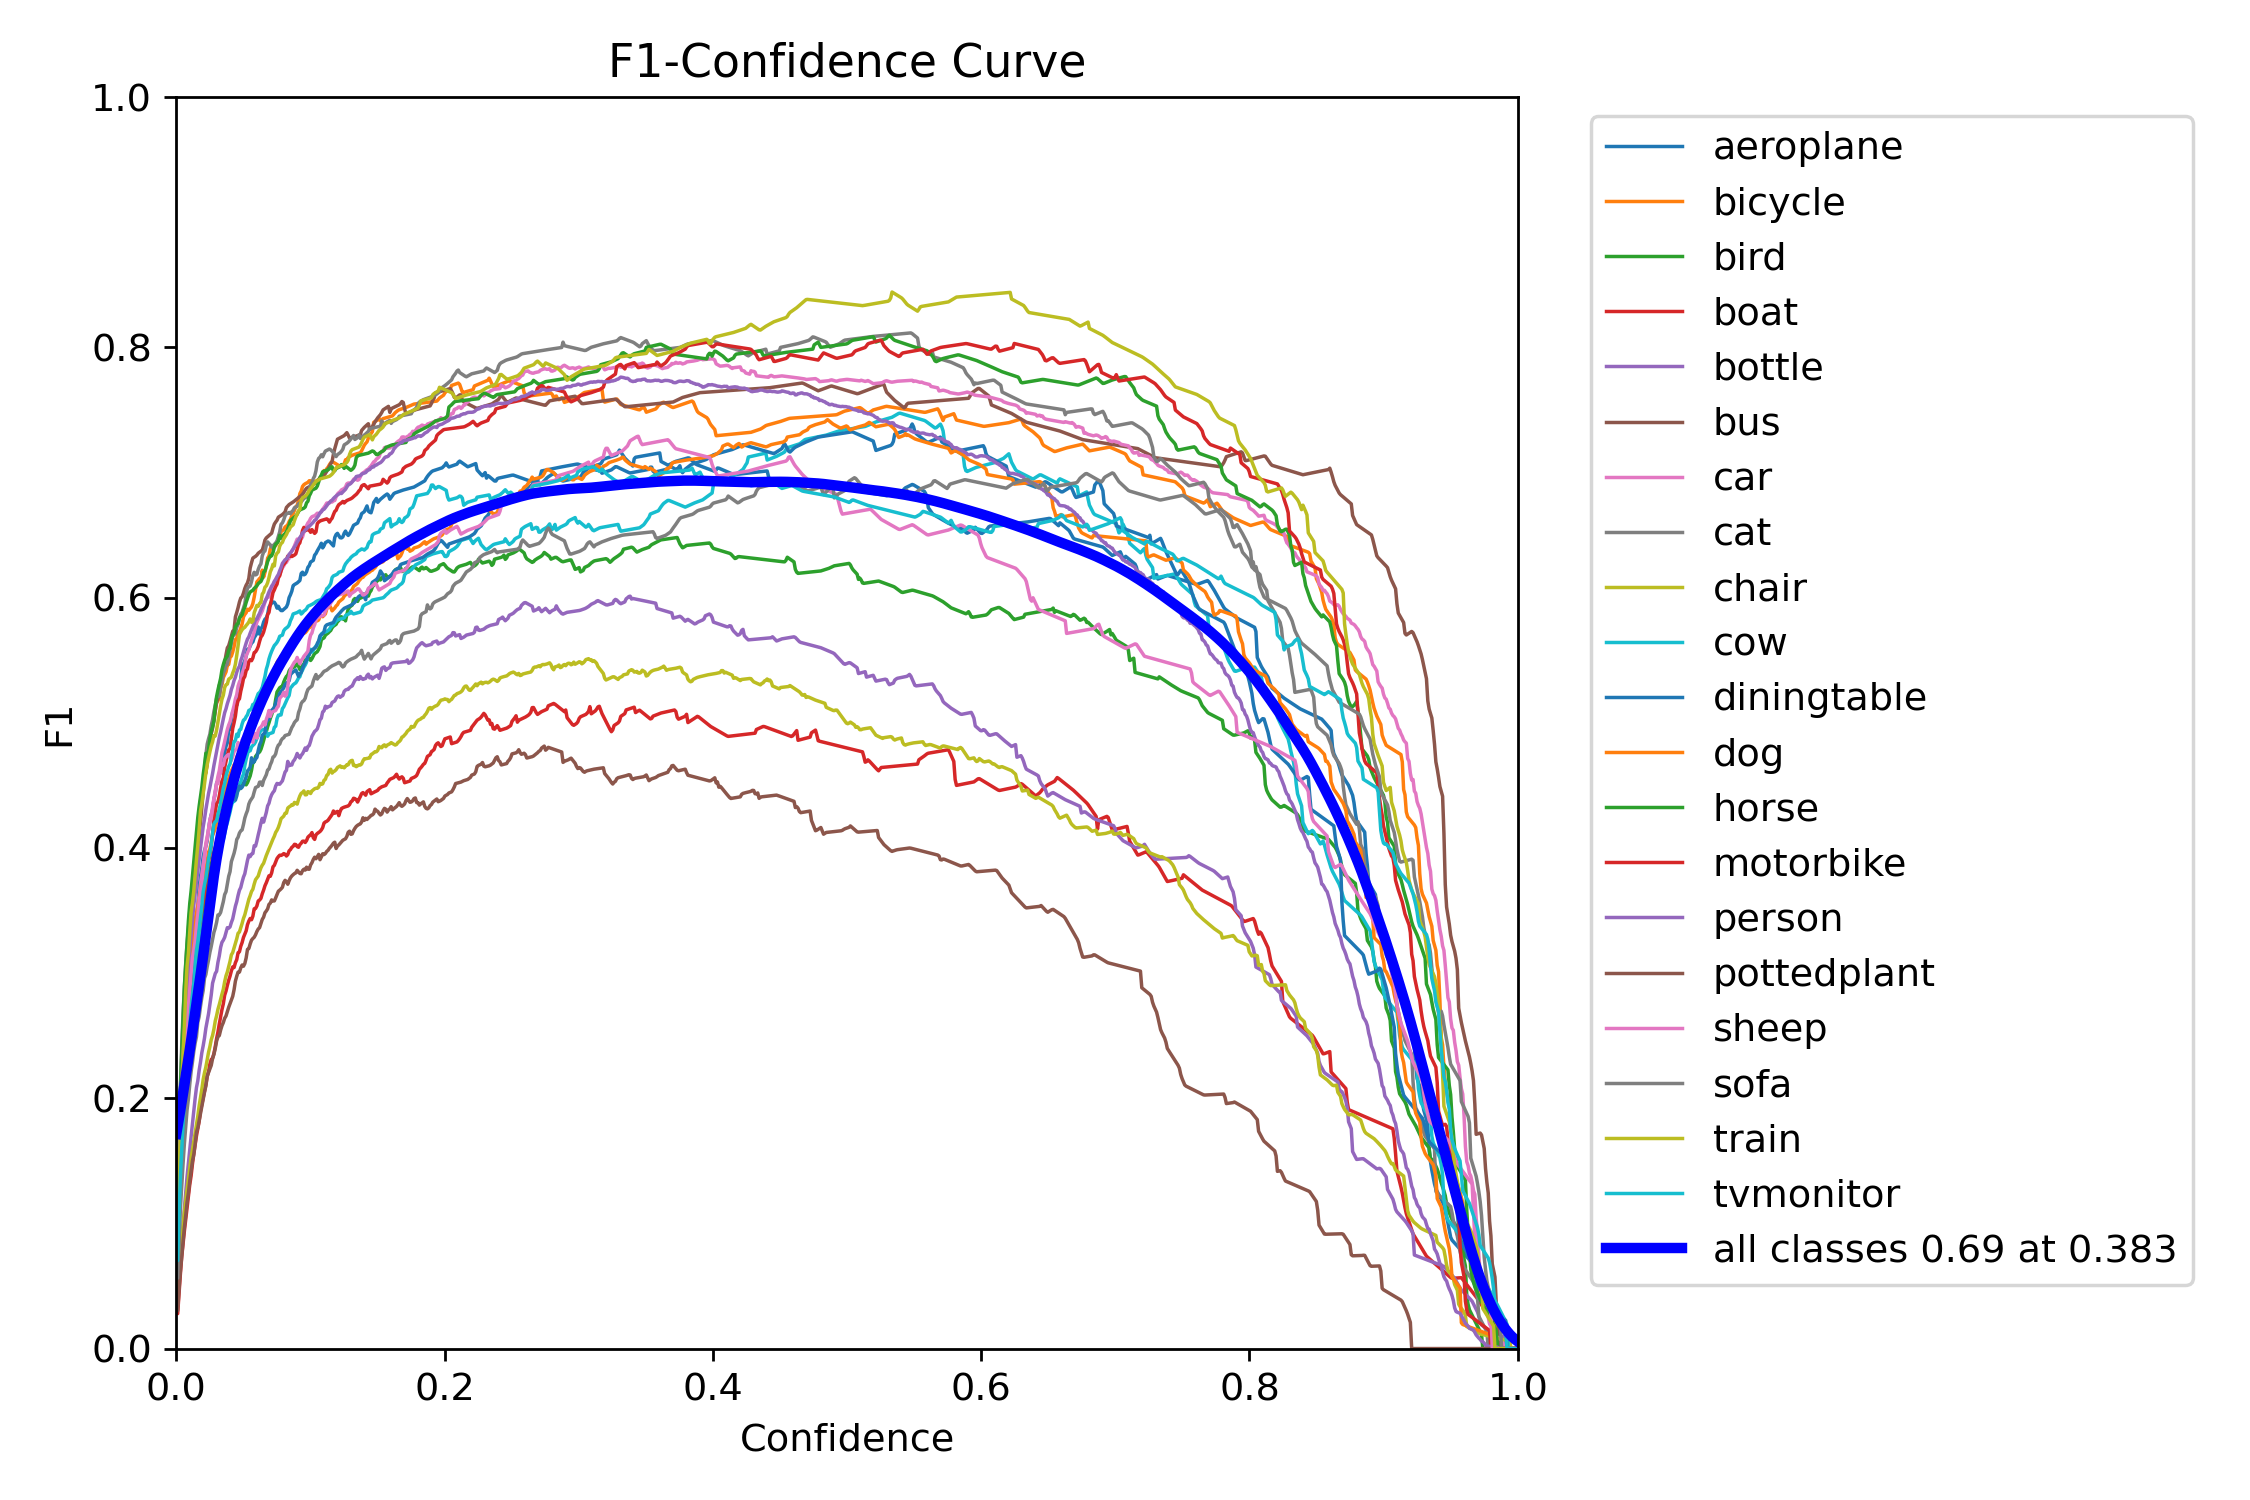 F1-Confidence Curve
1.0
0.8
0.6
0.4
0.2
0.0
F1
0.0 0.2 0.4 0.6 0.8 1.0
Confidence
aeroplane
bicycle
bird
boat
bottle
bus
car
cat
chair
cow
diningtable
dog
horse
motorbike
person
pottedplant
sheep
sofa
train
tvmonitor
all classes 0.69 at 0.383